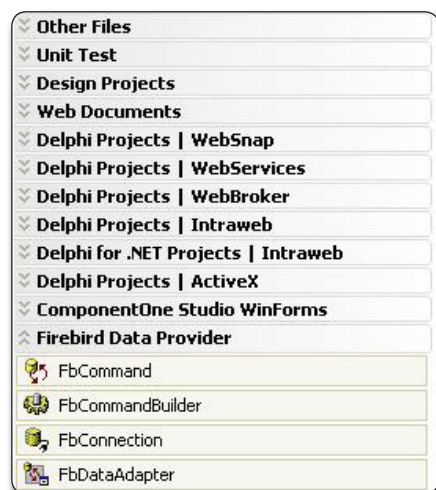 Other Files
Unit Test
Design Projects
Web Documents
Delphi Projects | WebSnap
Delphi Projects | WebServices
Delphi Projects | WebBroker
Delphi Projects | Intraweb
Delphi for .NET Projects | Intraweb
Delphi Projects | ActiveX
ComponentOne Studio WinForms
Firebird Data Provider
FbCommand
FbCommandBuilder
FbConnection
FbDataAdapter